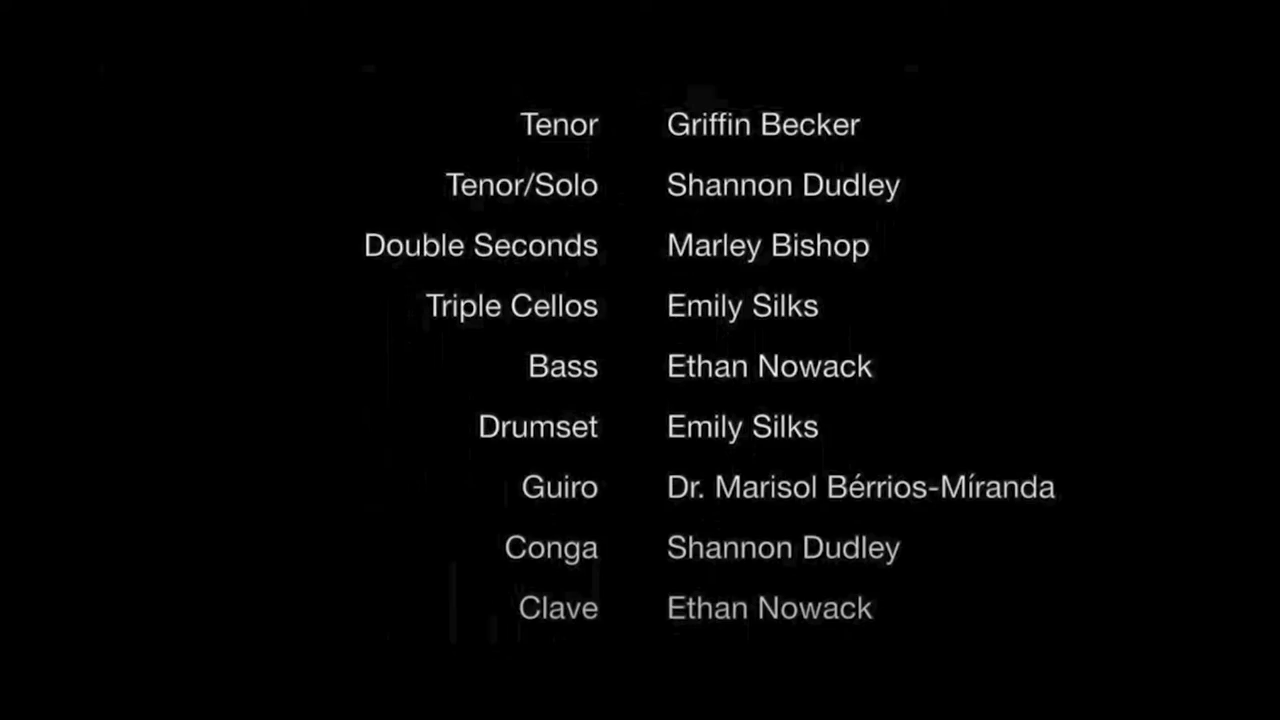 Tenor Griffin Becker
Tenor/Solo Shannon Dudley
Double Seconds Marley Bishop
Triple Cellos Emily Silks
Bass Ethan Nowack
Drumset Emily Silks
Guiro Dr. Marisol Bérrios-Míranda
Conga Shannon Dudley
Clave Ethan Nowack